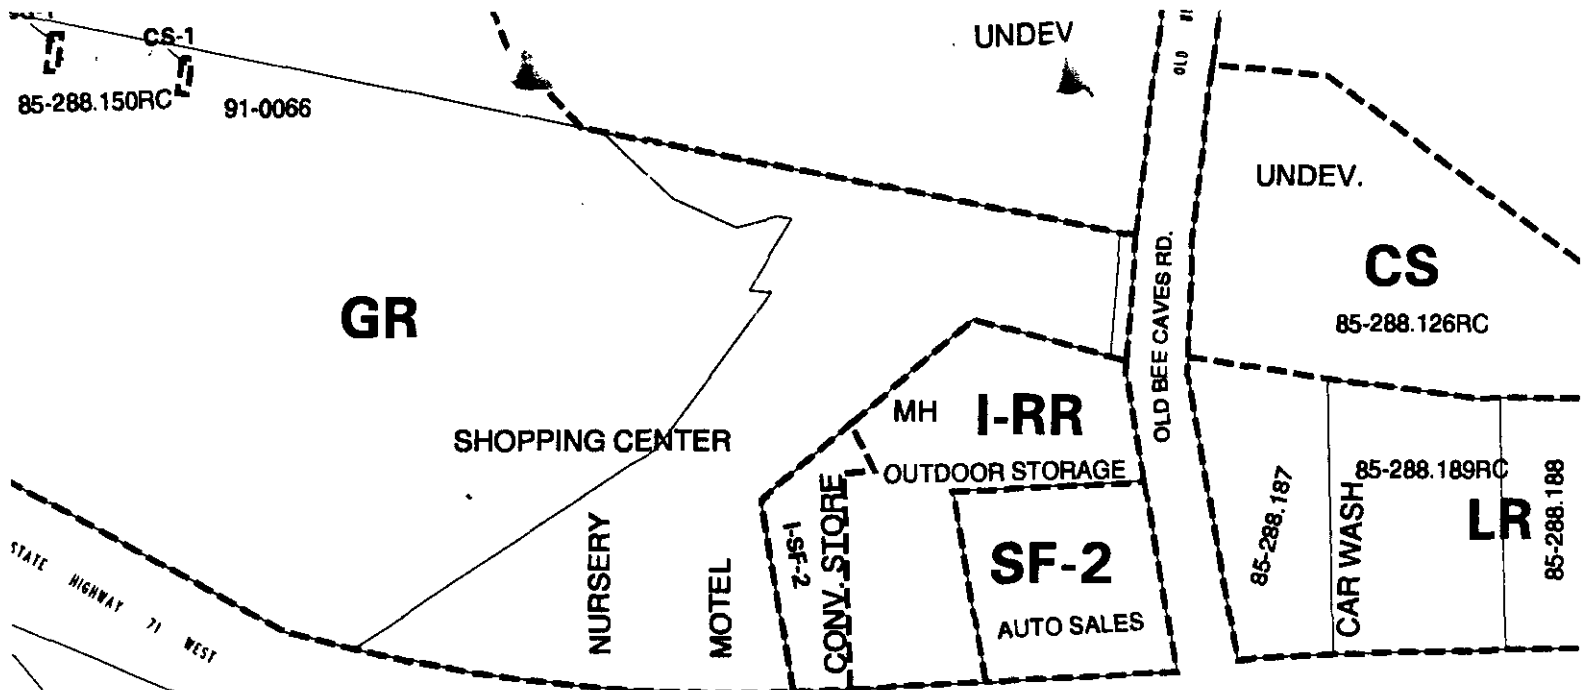 CS-1
85-288.150RC
91-0066
UNDEV
OLD
UNDEV.
CS
85-288.126RC
GR
OLD BEE CAVES RD.
MH
I-RR
SHOPPING CENTER
OUTDOOR STORAGE
85-288.187
85-288.189RC
LR
85-288.188
CAR WASH
NURSERY
MOTEL
I-SF-2
CONV. STORE
SF-2
AUTO SALES
STATE HIGHWAY 71 WEST